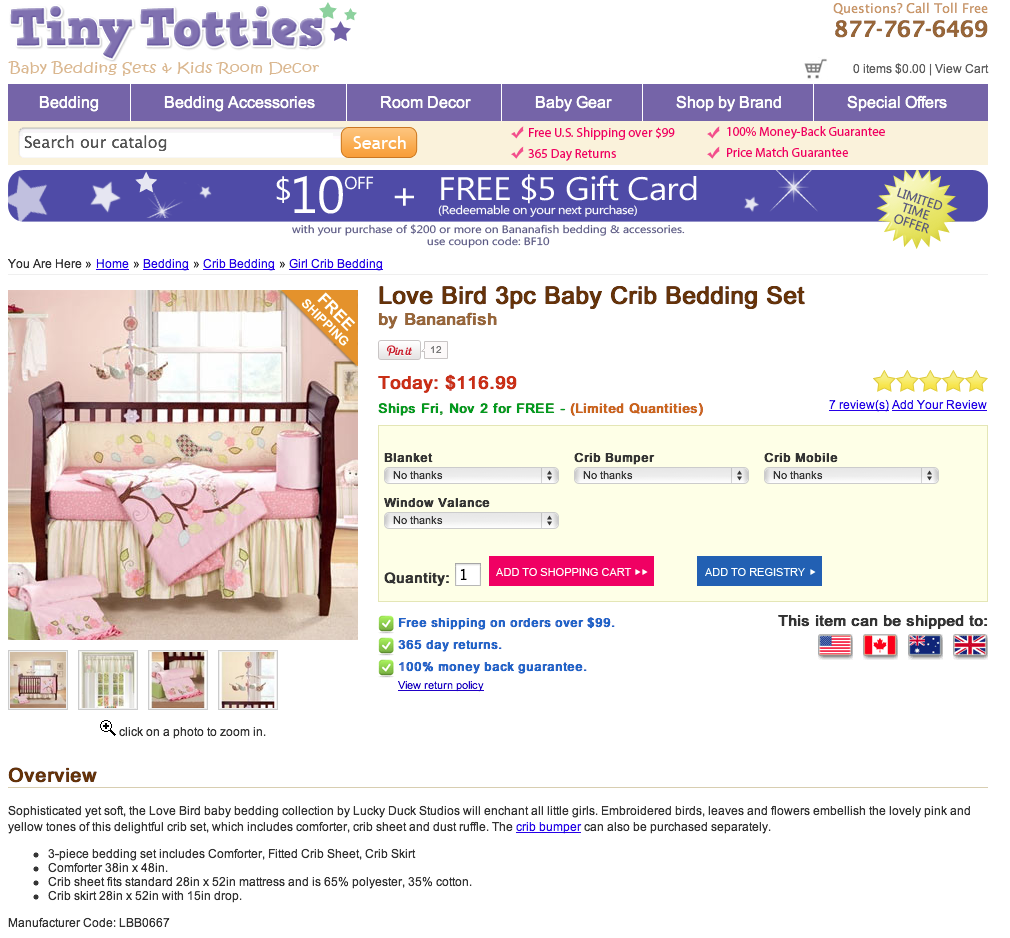 Tiny Totties
Baby Bedding Sets & Kids Room Decor
Questions? Call Toll Free
877-767-6469
0 items $0.00 | View Cart
Bedding
Bedding Accessories
Room Decor
Baby Gear
Shop by Brand
Special Offers
Search our catalog
Search
Free U.S. Shipping over $99
100% Money-Back Guarantee
365 Day Returns
Price Match Guarantee
$10 OFF + FREE $5 Gift Card
(Redeemable on your next purchase)
LIMITED
TIME
OFFER
with your purchase of $200 or more on Bananafish bedding & accessories.
use coupon code: BF10
You Are Here » Home » Bedding » Crib Bedding » Girl Crib Bedding
FREE
SHIPPING
Love Bird 3pc Baby Crib Bedding Set
by Bananafish
Pin it 12
Today: $116.99
Ships Fri, Nov 2 for FREE - (Limited Quantities)
7 review(s) Add Your Review
Blanket
No thanks
Crib Bumper
No thanks
Crib Mobile
No thanks
Window Valance
No thanks
Quantity: 1
ADD TO SHOPPING CART
ADD TO REGISTRY
Free shipping on orders over $99.
365 day returns.
100% money back guarantee.
View return policy
This item can be shipped to:
click on a photo to zoom in.
Overview
Sophisticated yet soft, the Love Bird baby bedding collection by Lucky Duck Studios will enchant all little girls. Embroidered birds, leaves and flowers embellish the lovely pink and
yellow tones of this delightful crib set, which includes comforter, crib sheet and dust ruffle. The crib bumper can also be purchased separately.
• 3-piece bedding set includes Comforter, Fitted Crib Sheet, Crib Skirt
• Comforter 38in x 48in.
• Crib sheet fits standard 28in x 52in mattress and is 65% polyester, 35% cotton.
• Crib skirt 28in x 52in with 15in drop.
Manufacturer Code: LBB0667